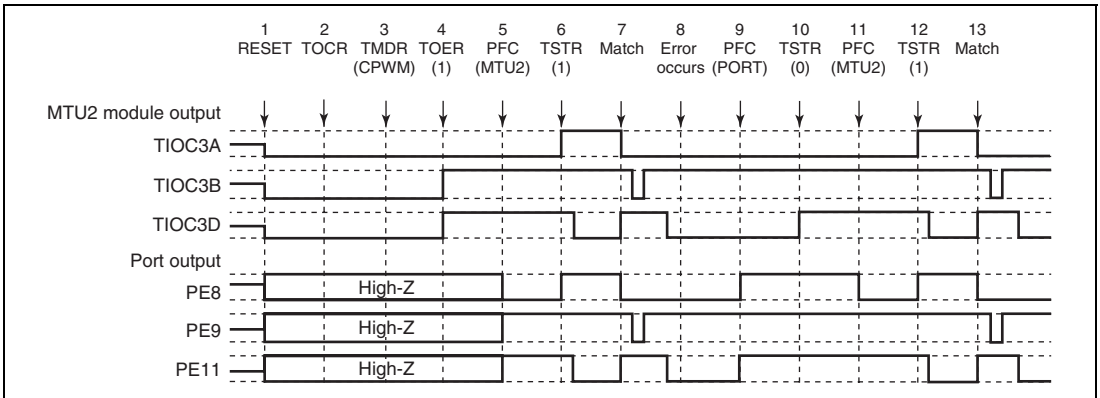 1 2 3 4 5 6 7 8 9 10 11 12 13
RESET TOCR TMDR TOER PFC TSTR Match Error PFC TSTR PFC TSTR Match
(CPWM) (1) (MTU2) (1) occurs (PORT) (0) (MTU2) (1)
MTU2 module output
TIOC3A
TIOC3B
TIOC3D
Port output
PE8 High-Z
PE9 High-Z
PE11 High-Z